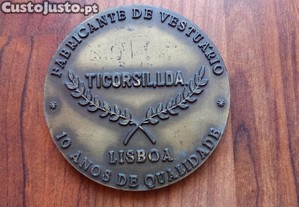 CustoJusto.pt
FABRICANTE DE VESTUÁRIO
TICORSIL LDA
LISBOA
* 10 ANOS DE QUALIDADE *